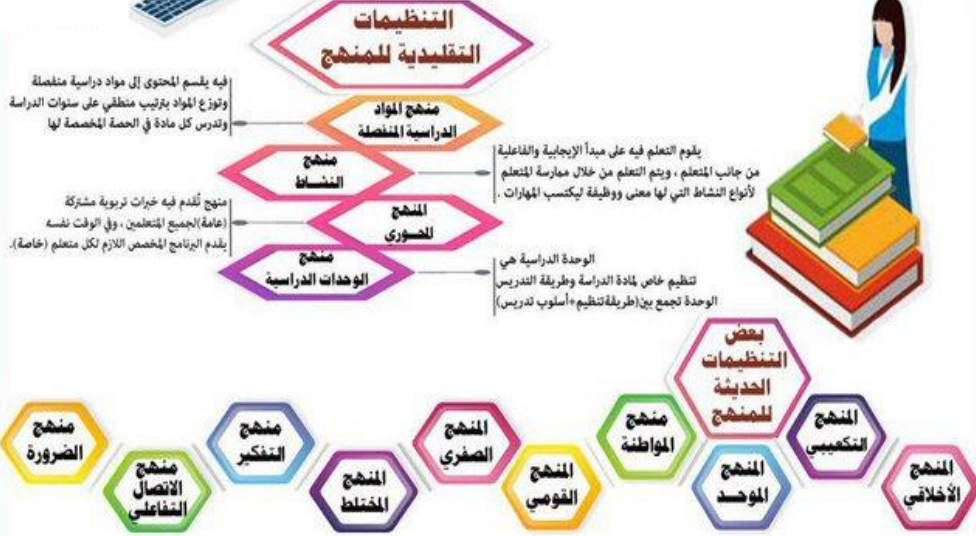 التنظيمات
التقليدية للمنهج
منهج المواد
الدراسية المنفصلة
فيه يقسم المحتوى إلى مواد دراسية منفصلة
وتوزع المواد بترتيب منطقي على سنوات الدراسة
وتدرس كل مادة في الحصة المخصصة لها
منهج
النشاط
يقوم التعلم فيه على مبدأ الإيجابية والفاعلية
من جانب المتعلم ، ويتم التعلم من خلال ممارسة المتعلم
لأنواع النشاط التي لها معنى ووظيفة ليكتسب المهارات .
المنهج
المحوري
منهج تُقدم فيه خبرات تربوية مشتركة
(عامة)لجميع المتعلمين ، وفي الوقت نفسه
يقدم البرنامج المخصص اللازم لكل متعلم (خاصة).
منهج
الوحدات الدراسية
الوحدة الدراسية هي
تنظيم خاص لمادة الدراسة وطريقة التدريس
الوحدة تجمع بين(طريقةتنظيم+أسلوب تدريس)
بعض
التنظيمات
الحديثة
للمنهج
المنهج
الأخلاقي
المنهج
التكعيبي
المنهج
الموحد
منهج
المواطنة
المنهج
القومي
المنهج
الصفري
المنهج
المختلط
منهج
التفكير
منهج
الاتصال
التفاعلي
منهج
الضرورة